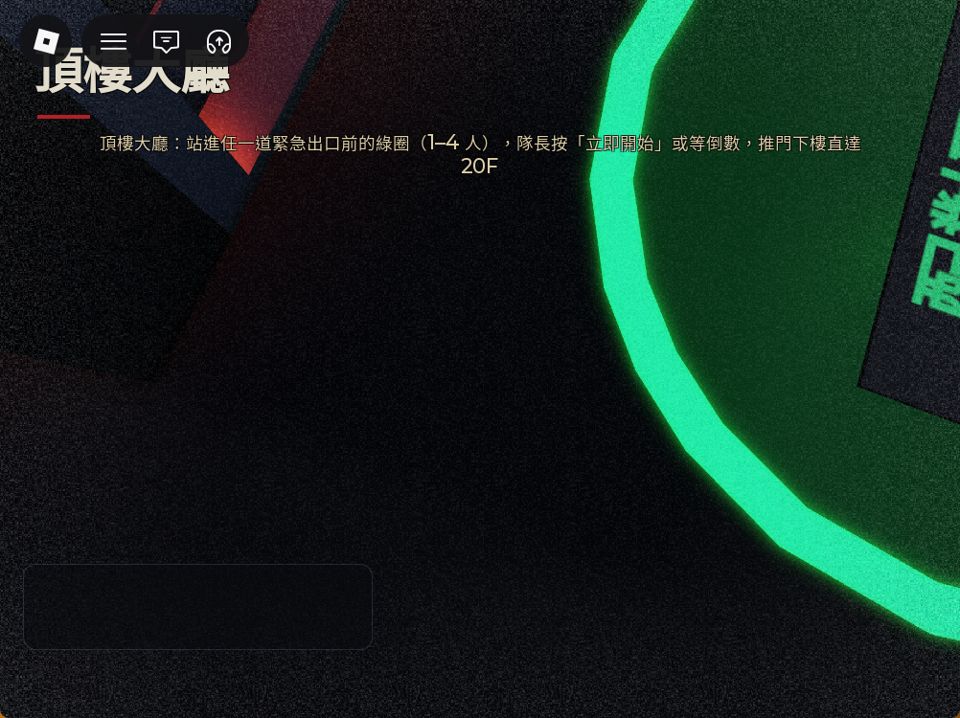 頂樓大廳
頂樓大廳：站進任一道緊急出口前的綠圈（1–4 人），隊長按「立即開始」或等倒數，推門下樓直達
20F